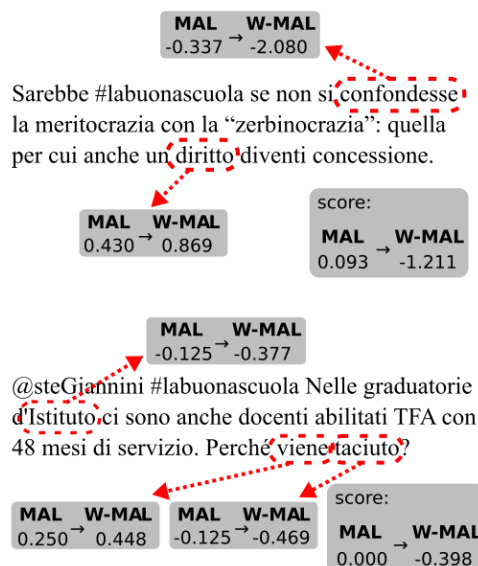 MAL → W-MAL
-0.337 -2.080
Sarebbe #labuonascuola se non si confondesse
la meritocrazia con la “zerbinocrazia”: quella
per cui anche un diritto diventi concessione.
MAL → W-MAL
0.430 0.869
score:
MAL → W-MAL
0.093 -1.211
MAL → W-MAL
-0.125 -0.377
@steGiannini #labuonascuola Nelle graduatorie
d'Istituto ci sono anche docenti abilitati TFA con
48 mesi di servizio. Perché viene taciuto?
MAL → W-MAL
0.250 0.448
MAL → W-MAL
-0.125 -0.469
score:
MAL → W-MAL
0.000 -0.398